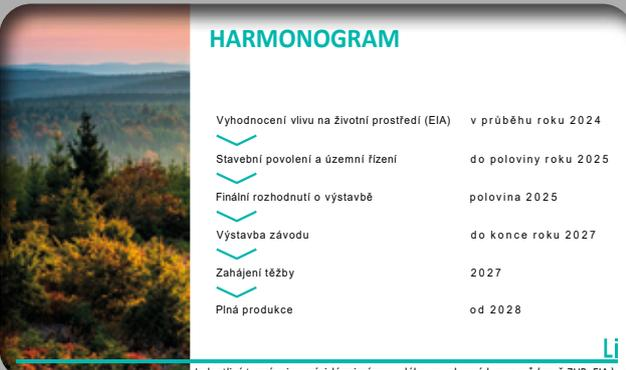 HARMONOGRAM
Vyhodnocení vlivu na životní prostředí (EIA) v průběhu roku 2024
Stavební povolení a územní řízení do poloviny roku 2025
Finální rozhodnutí o výstavbě polovina 2025
Výstavba závodu do konce roku 2027
Zahájení těžby 2027
Plná produkce od 2028
Li